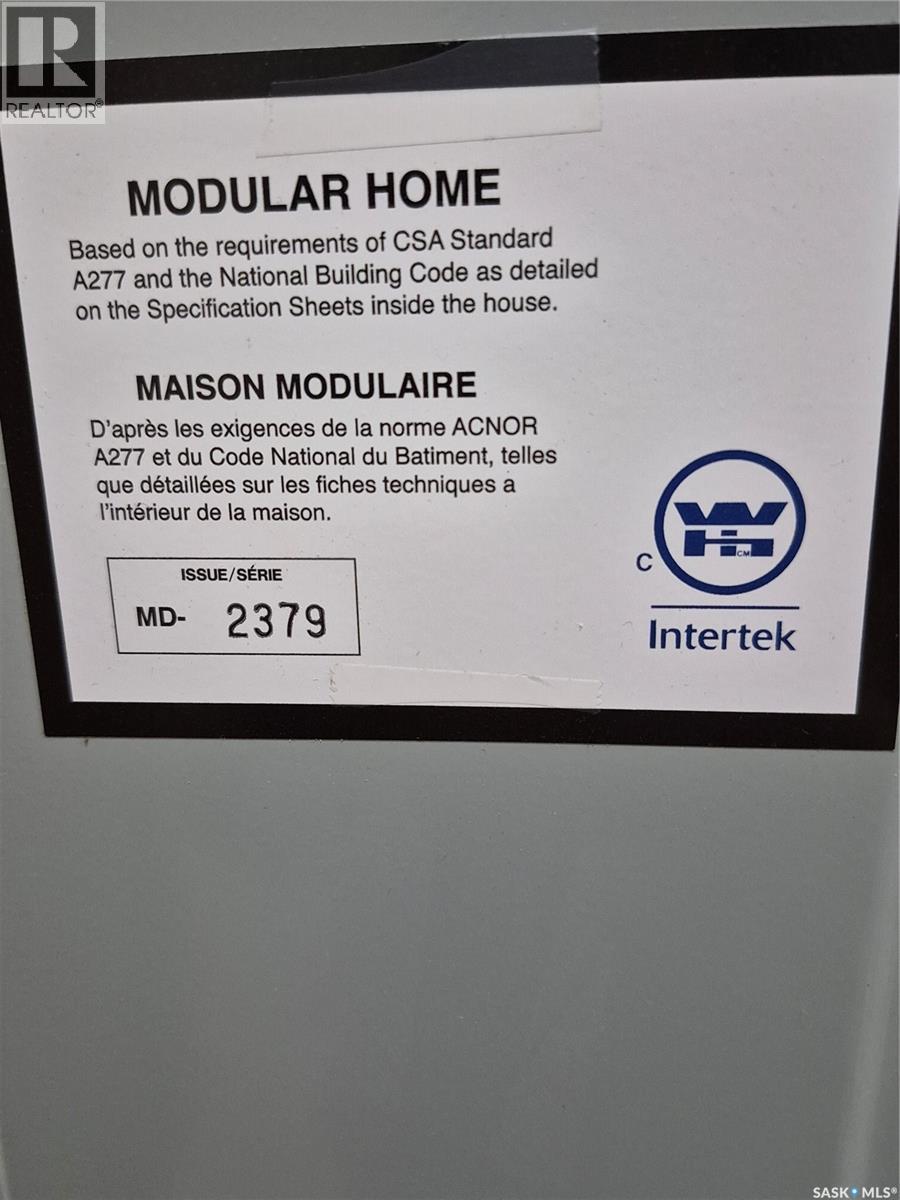 REALTOR®
MODULAR HOME
Based on the requirements of CSA Standard
A277 and the National Building Code as detailed
on the Specification Sheets inside the house.
MAISON MODULAIRE
D'après les exigences de la norme ACNOR
A277 et du Code National du Batiment, telles
que détaillées sur les fiches techniques a
l'intérieur de la maison.
ISSUE/SÉRIE
MD- 2379
C
WH
CM
Intertek
SASK MLS®